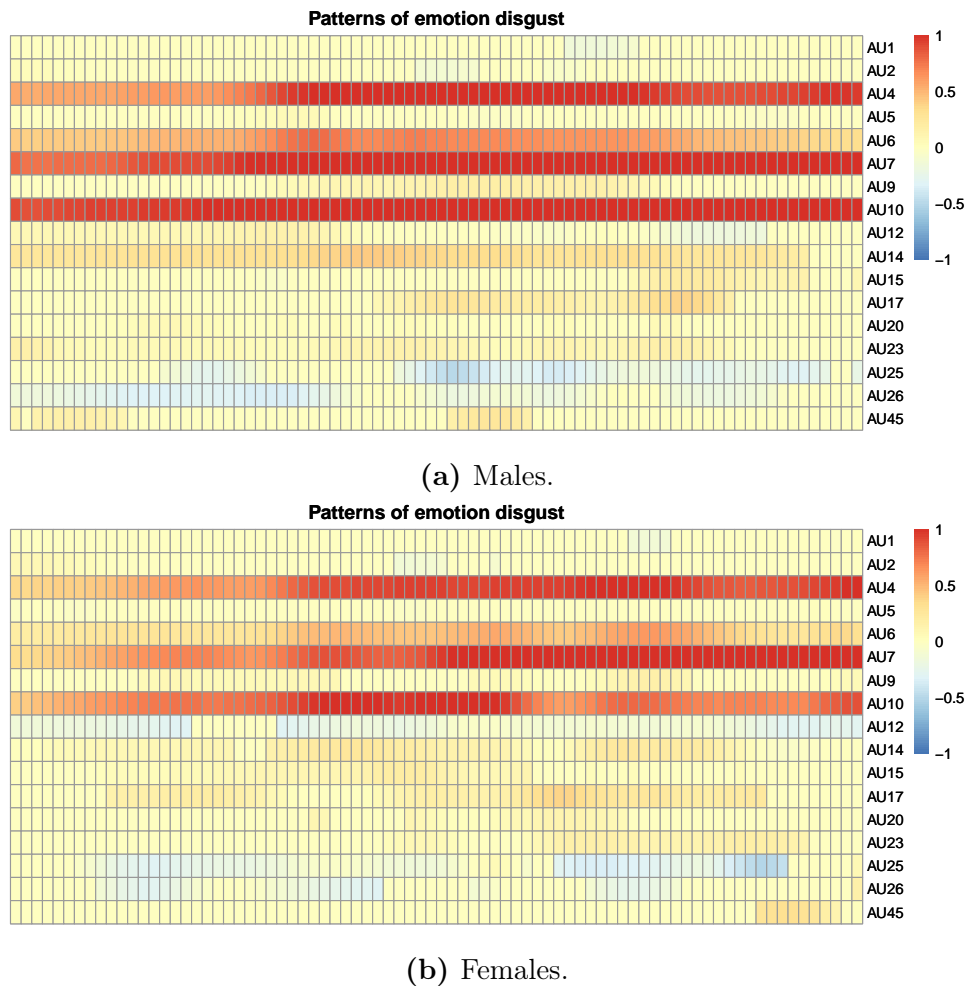 Patterns of emotion disgust
AU1
AU2
AU4
AU5
AU6
AU7
AU9
AU10
AU12
AU14
AU15
AU17
AU20
AU23
AU25
AU26
AU45
1
0.5
0
−0.5
−1
(a) Males.
Patterns of emotion disgust
AU1
AU2
AU4
AU5
AU6
AU7
AU9
AU10
AU12
AU14
AU15
AU17
AU20
AU23
AU25
AU26
AU45
1
0.5
0
−0.5
−1
(b) Females.